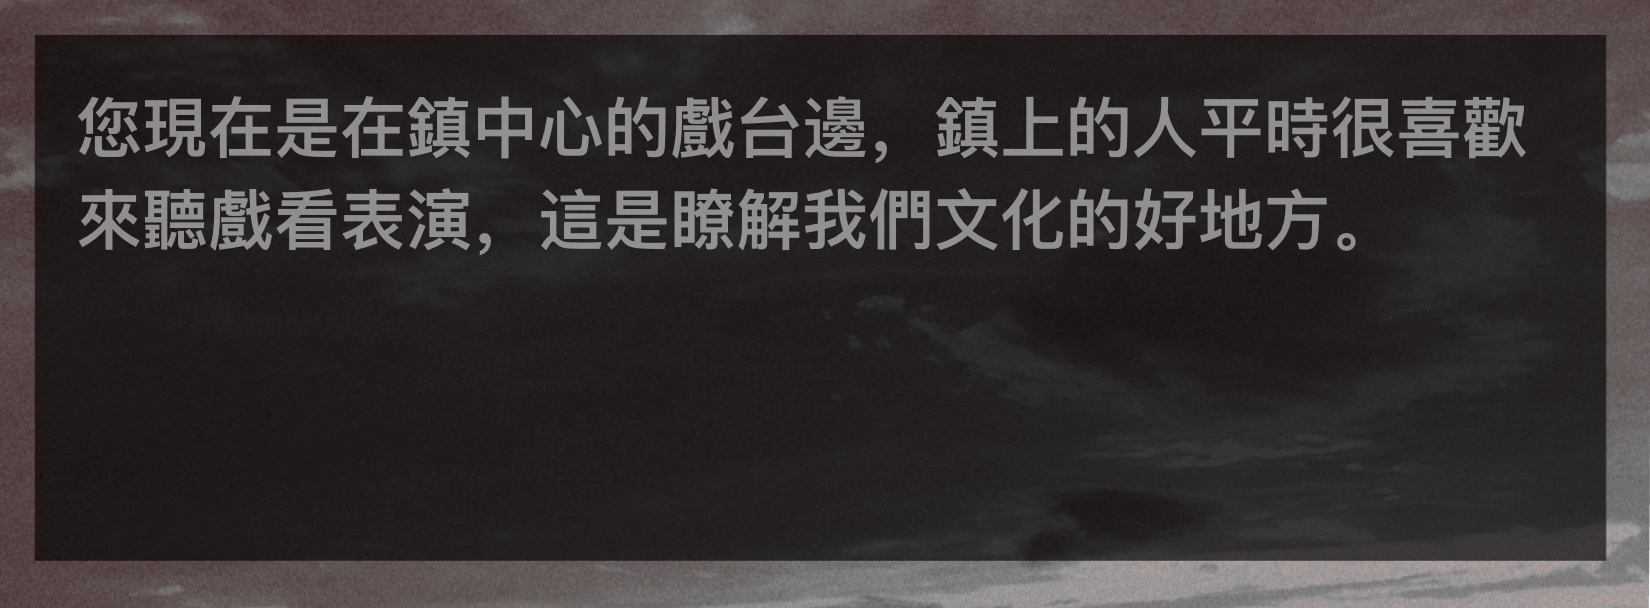 您現在是在鎮中心的戲台邊，鎮上的人平時很喜歡
來聽戲看表演，這是瞭解我們文化的好地方。